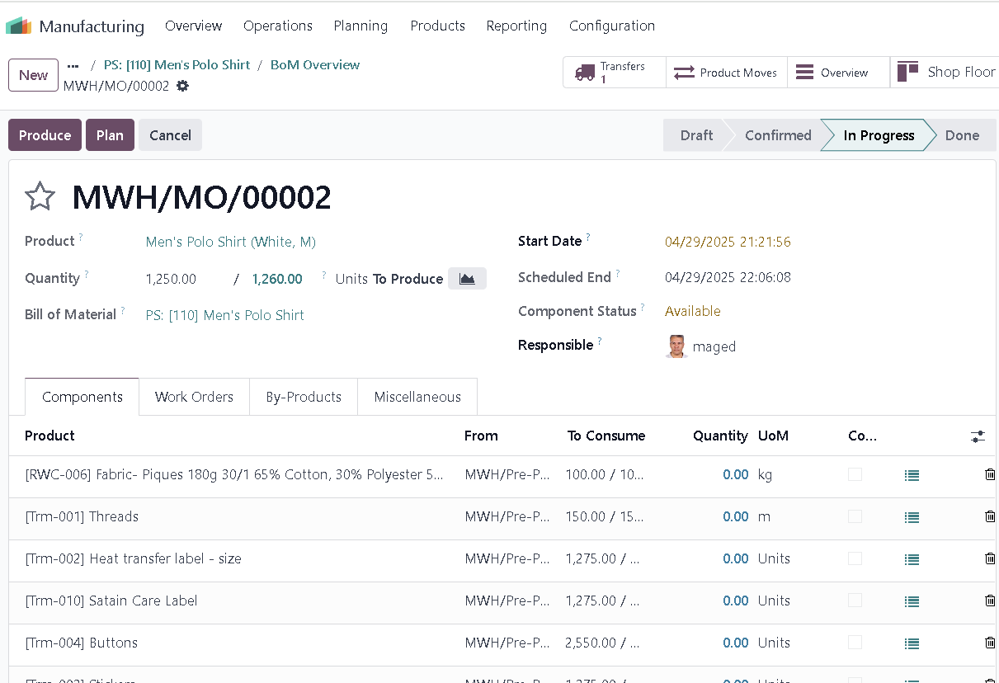 Manufacturing Overview Operations Planning Products Reporting Configuration
New ... / PS: [110] Men's Polo Shirt / BoM Overview
MWH/MO/00002
Transfers 1 Product Moves Overview Shop Floor
Produce Plan Cancel Draft Confirmed In Progress Done
MWH/MO/00002
Product ? Men's Polo Shirt (White, M) Start Date ? 04/29/2025 21:21:56
Quantity ? 1,250.00 / 1,260.00 ? Units To Produce Scheduled End ? 04/29/2025 22:06:08
Bill of Material ? PS: [110] Men's Polo Shirt Component Status ? Available
Responsible ? maged
Components Work Orders By-Products Miscellaneous
Product From To Consume Quantity UoM Co...
[RWC-006] Fabric- Piques 180g 30/1 65% Cotton, 30% Polyester 5... MWH/Pre-P... 100.00 / 10... 0.00 kg
[Trm-001] Threads MWH/Pre-P... 150.00 / 15... 0.00 m
[Trm-002] Heat transfer label - size MWH/Pre-P... 1,275.00 / ... 0.00 Units
[Trm-010] Satain Care Label MWH/Pre-P... 1,275.00 / ... 0.00 Units
[Trm-004] Buttons MWH/Pre-P... 2,550.00 / ... 0.00 Units